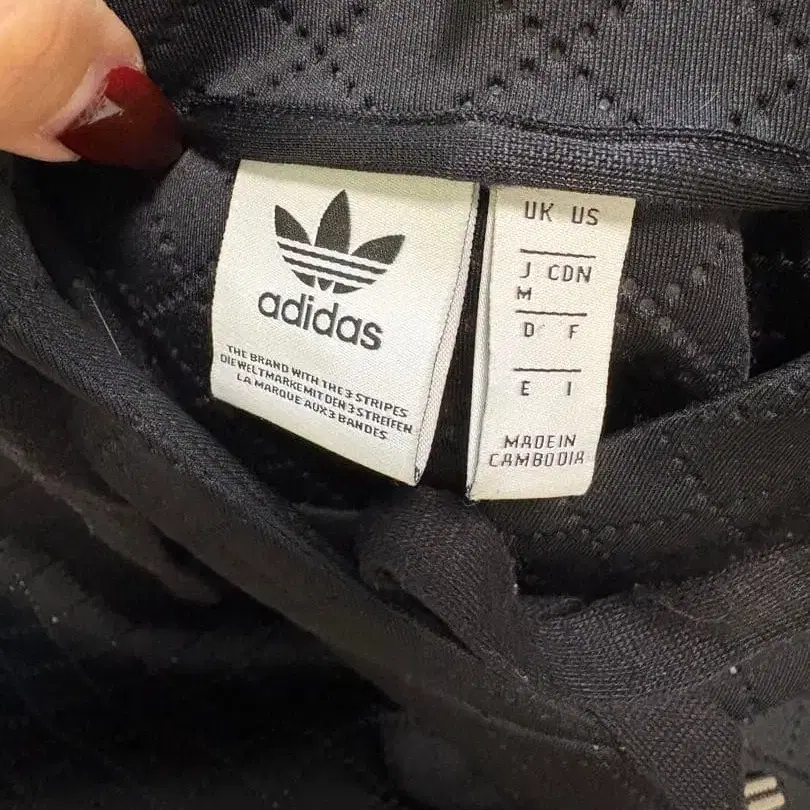 adidas
THE BRAND WITH THE 3 STRIPES
DIE WELTMARKE MIT DEN 3 STREIFEN
LA MARQUE AUX 3 BANDES
UK US
J CDN
M
D F
E I
MADE IN
CAMBODIA